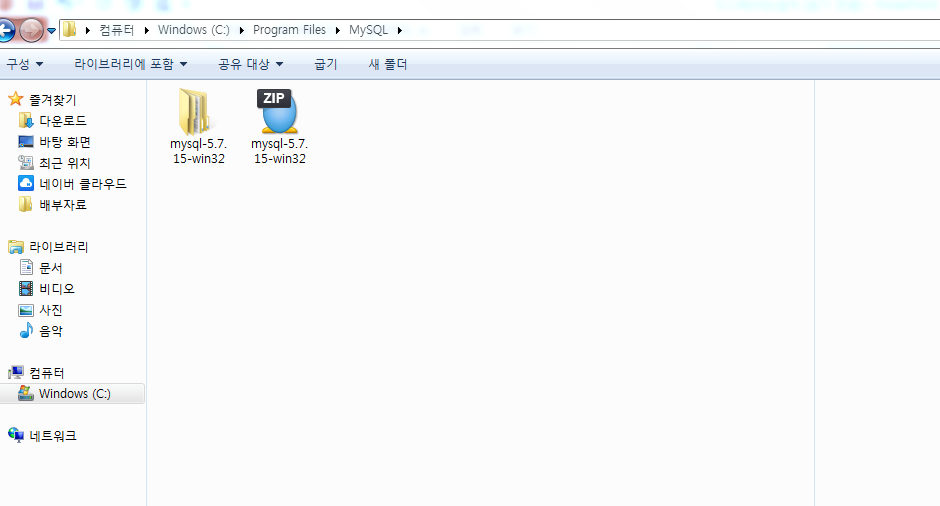 컴퓨터 Windows (C:) Program Files MySQL
구성 라이브러리에 포함 공유 대상 굽기 새 폴더
즐겨찾기
다운로드
바탕 화면
최근 위치
네이버 클라우드
배부자료
라이브러리
문서
비디오
사진
음악
컴퓨터
Windows (C:)
네트워크
mysql-5.7.
15-win32
ZIP
mysql-5.7.
15-win32